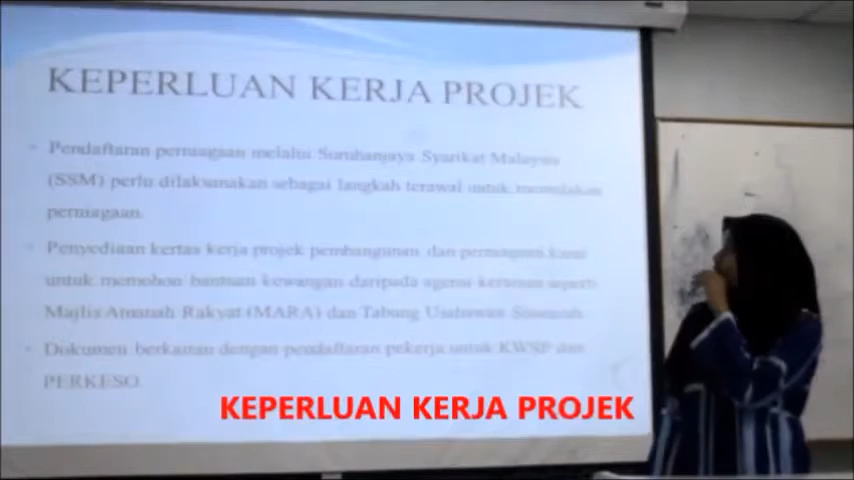 KEPERLUAN KERJA PROJEK
Pendaftaran perniagaan melalui Suruhanjaya Syarikat Malaysia
(SSM) perlu dilaksanakan sebagai langkah terawal untuk memulakan
perniagaan.
Penyediaan kertas kerja projek pembangunan dan perniagaan kami
untuk memohon bantuan kewangan daripada agensi kerajaan seperti
Majlis Amanah Rakyat (MARA) dan Tabung Usahawan
Dokumen berkaitan dengan pendaftaran pekerja untuk KWSP dan
PERKESO.
KEPERLUAN KERJA PROJEK